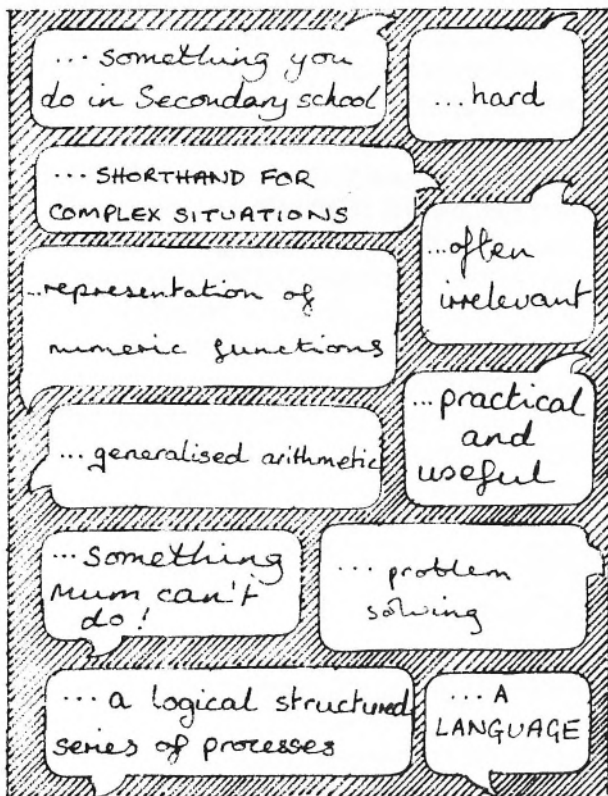 ... something you
do in Secondary school
...hard
... SHORTHAND FOR
COMPLEX SITUATIONS
...often
irrelevant
...representation of
numeric functions
...practical
and
useful
... generalised arithmetic
... something
Mum can't
do!
... problem
solving
... a logical structured
series of processes
... A
LANGUAGE